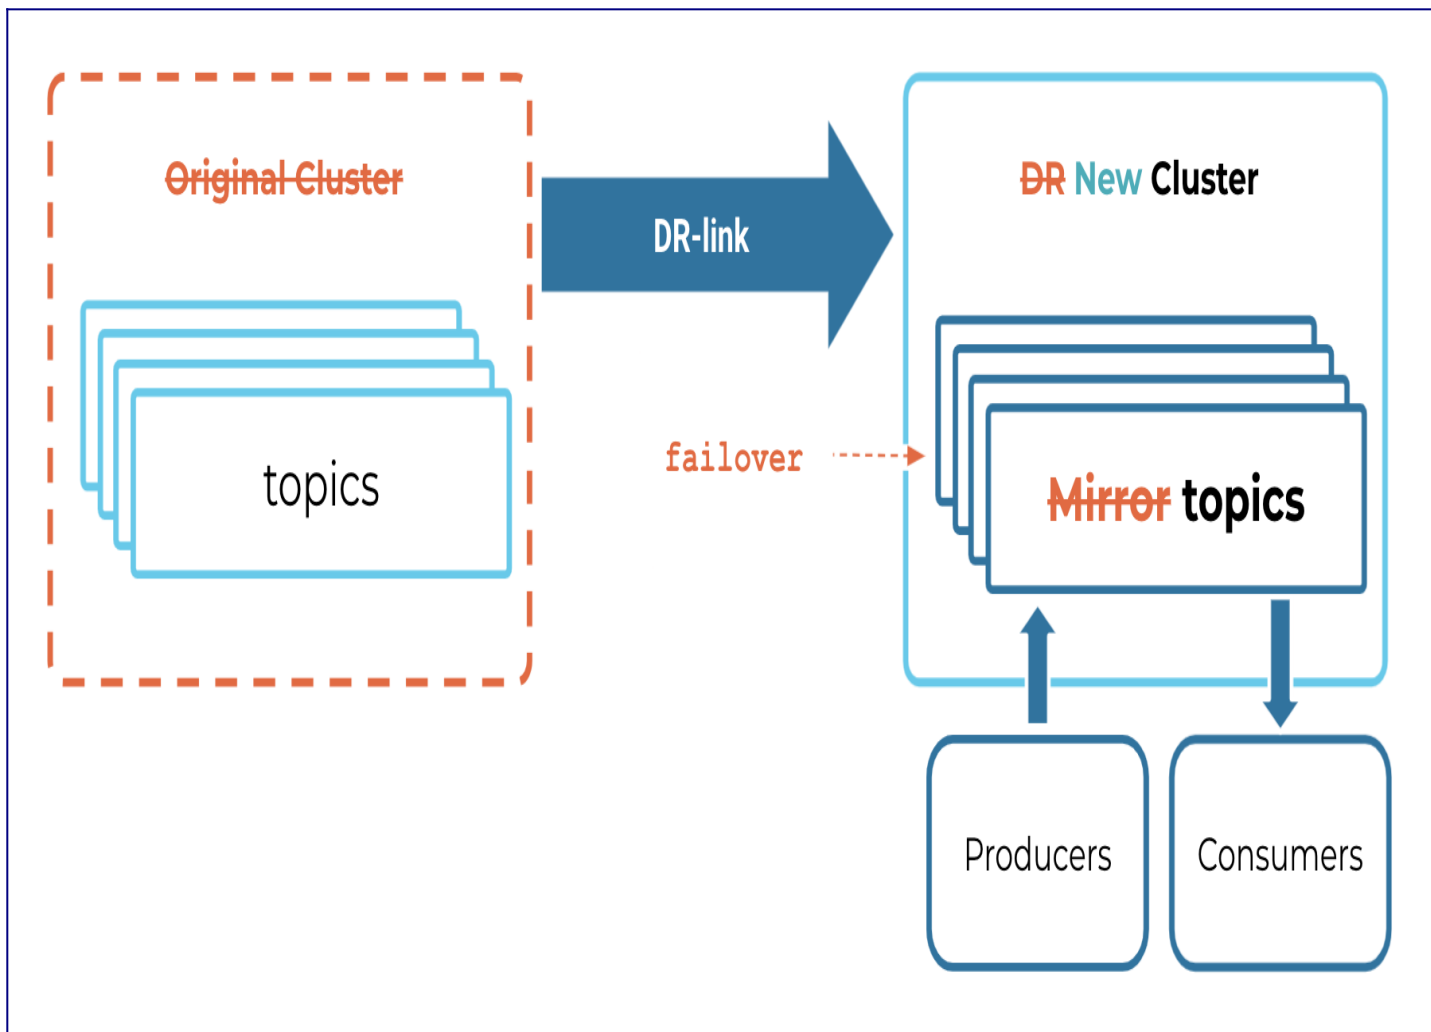 Original Cluster
DR-link
DR New Cluster
topics
failover
Mirror topics
Producers
Consumers